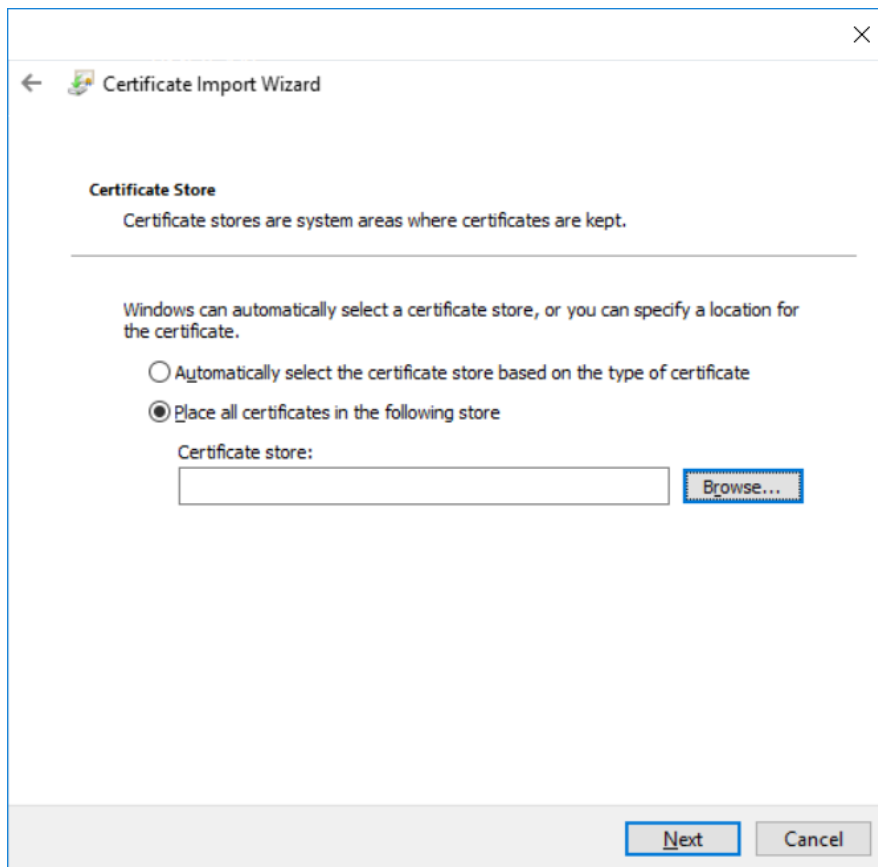 Certificate Import Wizard
Certificate Store
Certificate stores are system areas where certificates are kept.
Windows can automatically select a certificate store, or you can specify a location for
the certificate.
Automatically select the certificate store based on the type of certificate
Place all certificates in the following store
Certificate store:
Browse...
Next
Cancel